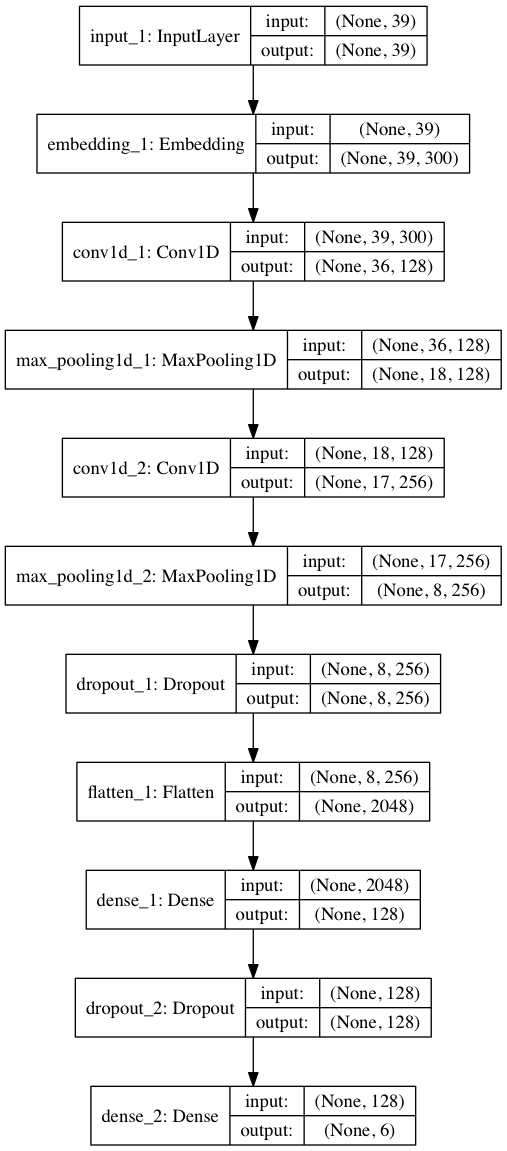 input_1: InputLayer
input: (None, 39)
output: (None, 39)
embedding_1: Embedding
input: (None, 39)
output: (None, 39, 300)
conv1d_1: Conv1D
input: (None, 39, 300)
output: (None, 36, 128)
max_pooling1d_1: MaxPooling1D
input: (None, 36, 128)
output: (None, 18, 128)
conv1d_2: Conv1D
input: (None, 18, 128)
output: (None, 17, 256)
max_pooling1d_2: MaxPooling1D
input: (None, 17, 256)
output: (None, 8, 256)
dropout_1: Dropout
input: (None, 8, 256)
output: (None, 8, 256)
flatten_1: Flatten
input: (None, 8, 256)
output: (None, 2048)
dense_1: Dense
input: (None, 2048)
output: (None, 128)
dropout_2: Dropout
input: (None, 128)
output: (None, 128)
dense_2: Dense
input: (None, 128)
output: (None, 6)